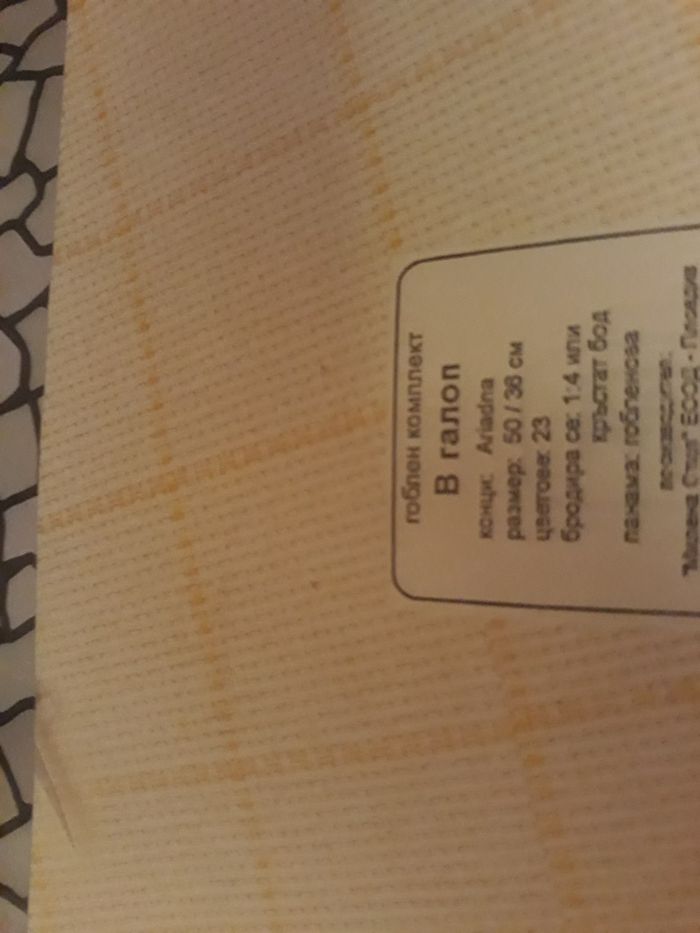 гоблен комплект
В галоп
конци: Ariadna
размер: 50 / 36 см
цветове: 23
бродира се: 1:4 или
кръстат бод
панама: гобленова
производител:
"Милена Стил" ЕООД - Пловдив